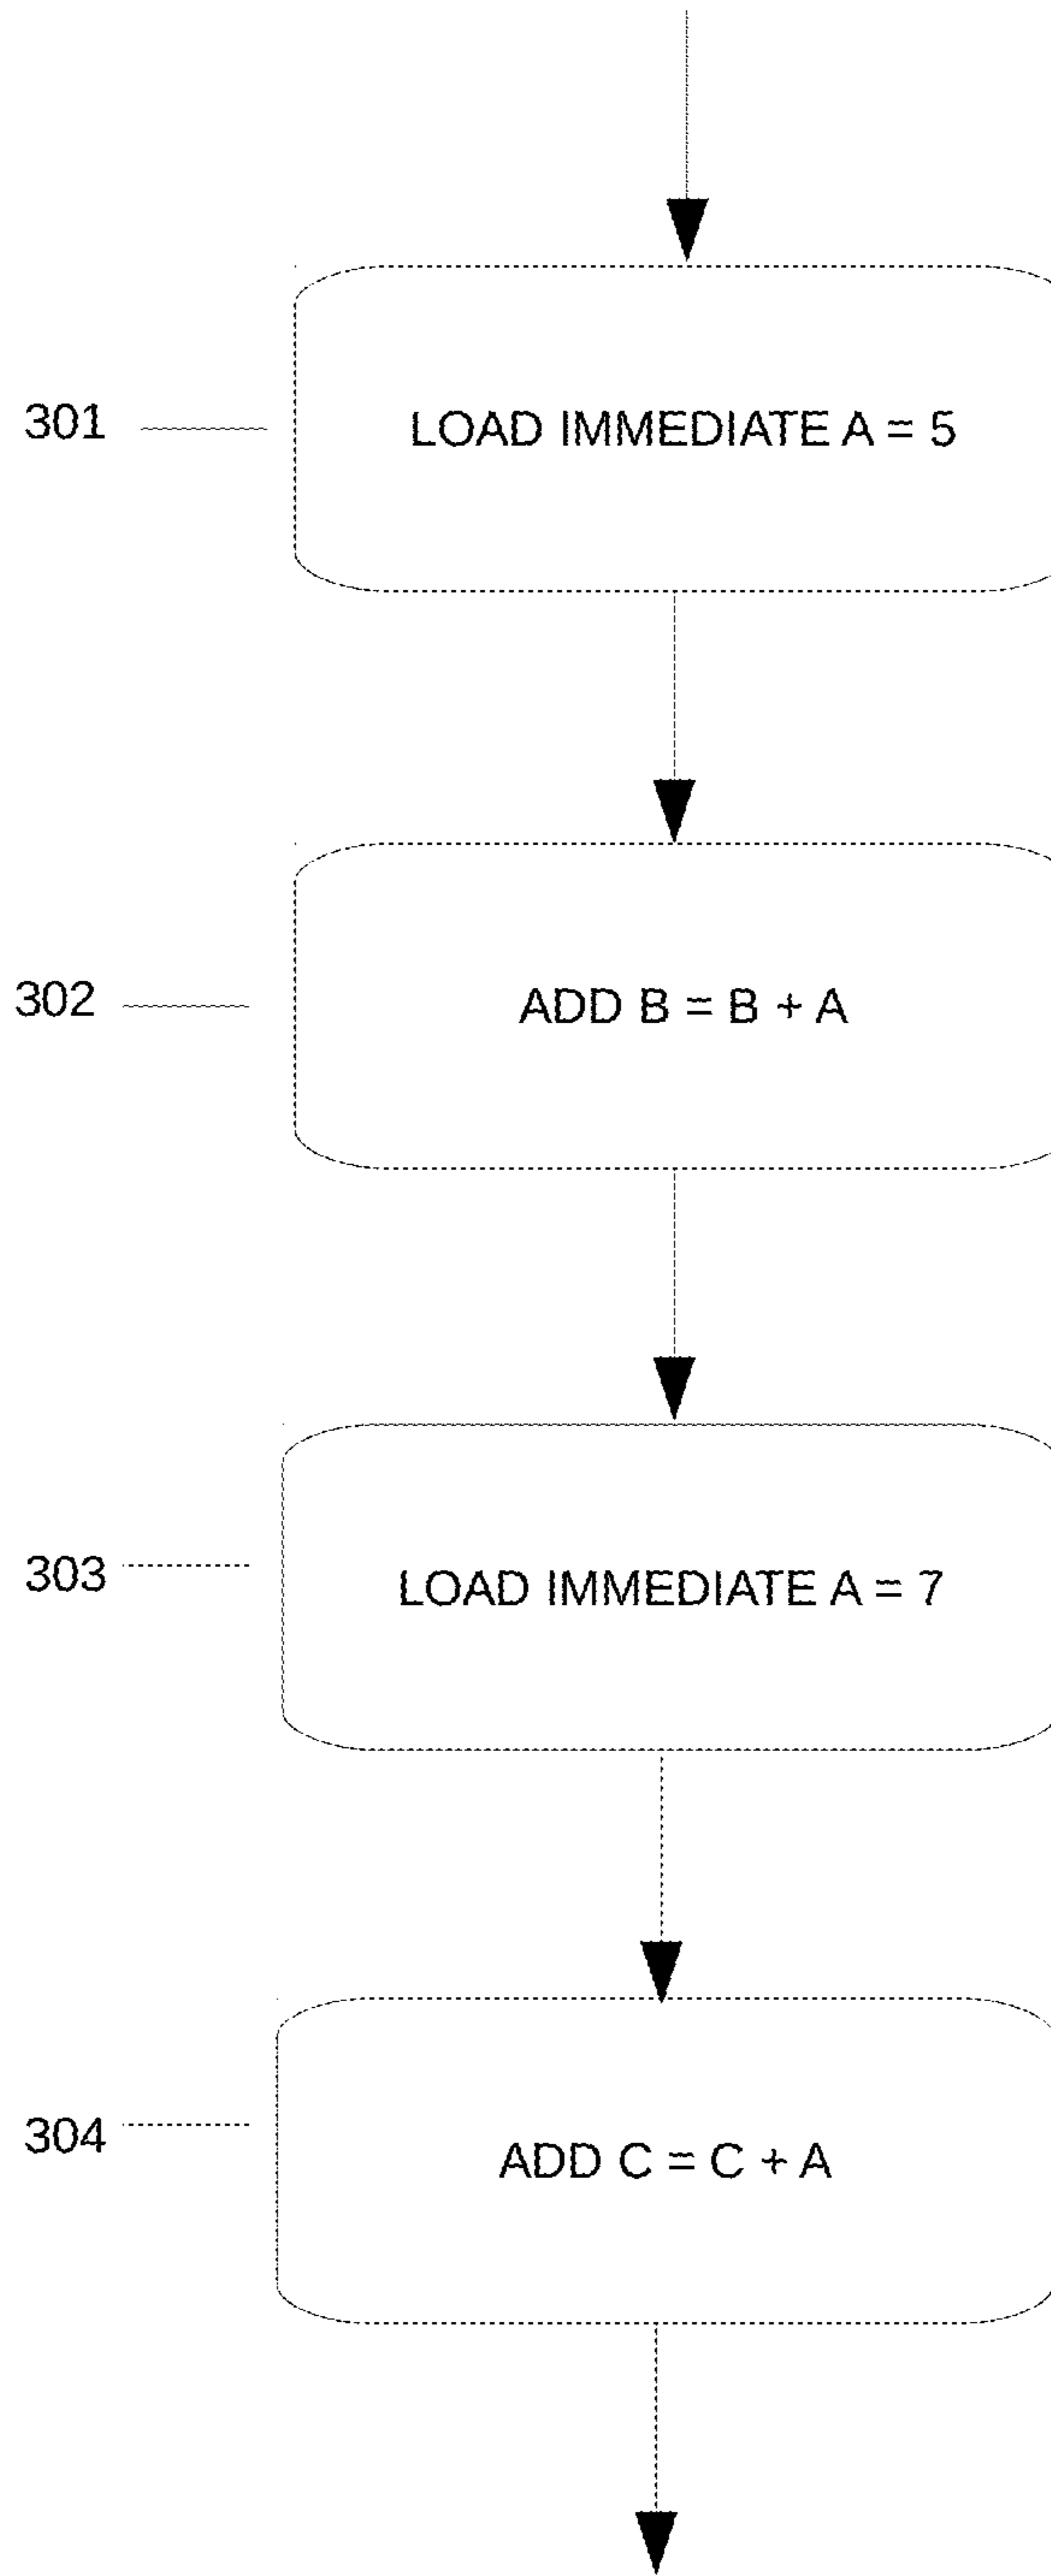 301 LOAD IMMEDIATE A = 5
302 ADD B = B + A
303 LOAD IMMEDIATE A = 7
304 ADD C = C + A